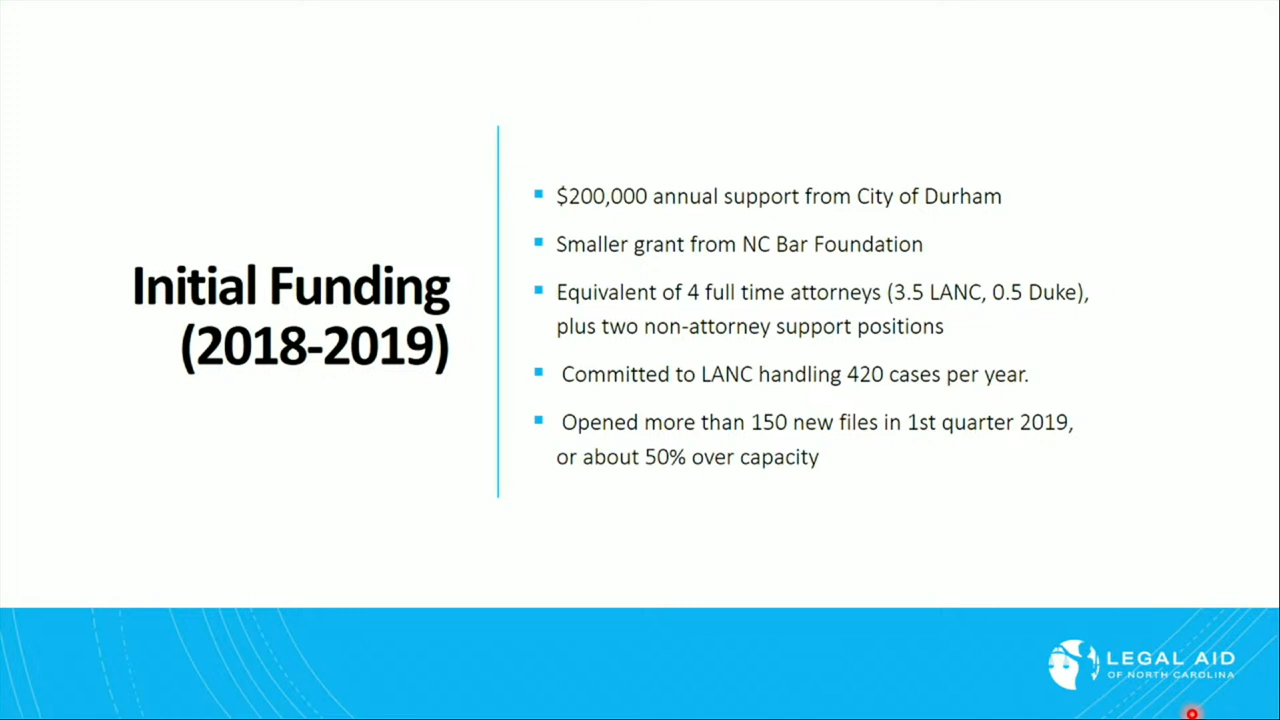 Initial Funding
(2018-2019)
$200,000 annual support from City of Durham
Smaller grant from NC Bar Foundation
Equivalent of 4 full time attorneys (3.5 LANC, 0.5 Duke),
plus two non-attorney support positions
Committed to LANC handling 420 cases per year.
Opened more than 150 new files in 1st quarter 2019,
or about 50% over capacity
LEGAL AID
OF NORTH CAROLINA